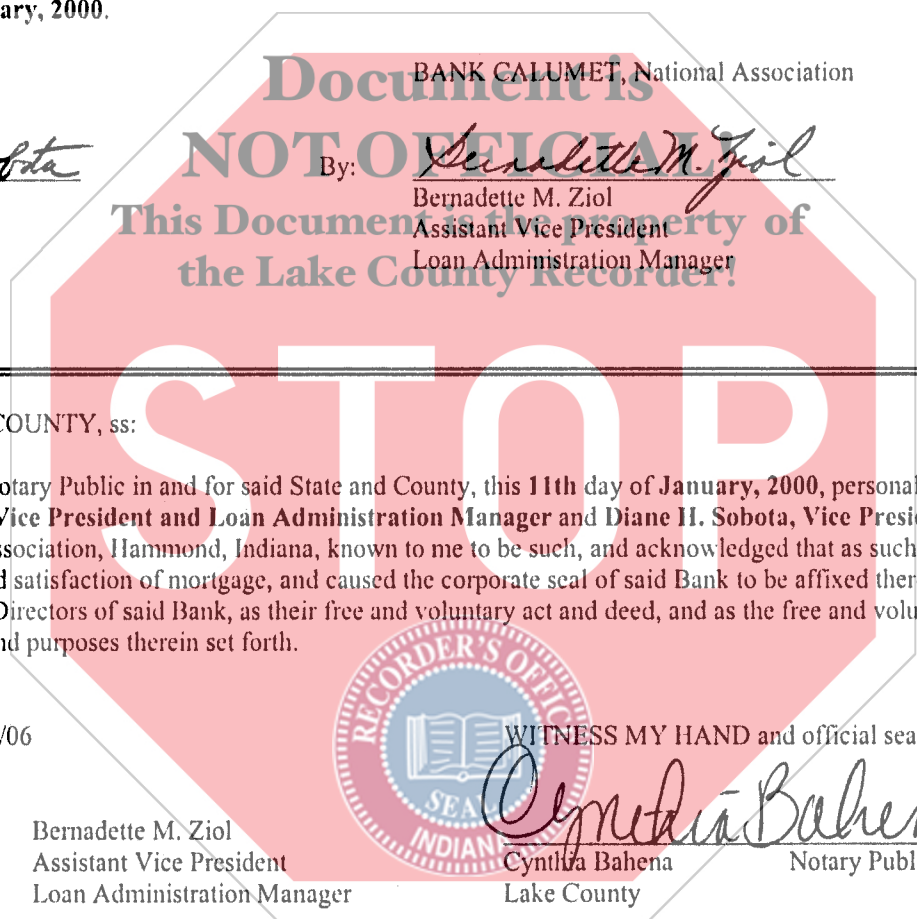 ary, 2000.
Document is
BANK CALUMET, National Association
NOT OFFICIAL!
By: Bernadette M. Ziol
Bernadette M. Ziol
This Document is the property of
Assistant Vice President
the Lake County Recorder!
Loan Administration Manager
STOP
COUNTY, ss:
otary Public in and for said State and County, this 11th day of January, 2000, personal
Vice President and Loan Administration Manager and Diane H. Sobota, Vice Presi
ssociation, Hammond, Indiana, known to me to be such, and acknowledged that as such
d satisfaction of mortgage, and caused the corporate seal of said Bank to be affixed ther
Directors of said Bank, as their free and voluntary act and deed, and as the free and volu
nd purposes therein set forth.
RECORDER'S OFFIC
SEAL
INDIANA
/06
WITNESS MY HAND and official sea
Cynthia Bahen
Bernadette M. Ziol
Assistant Vice President
Loan Administration Manager
Cynthia Bahena Notary Publ
Lake County